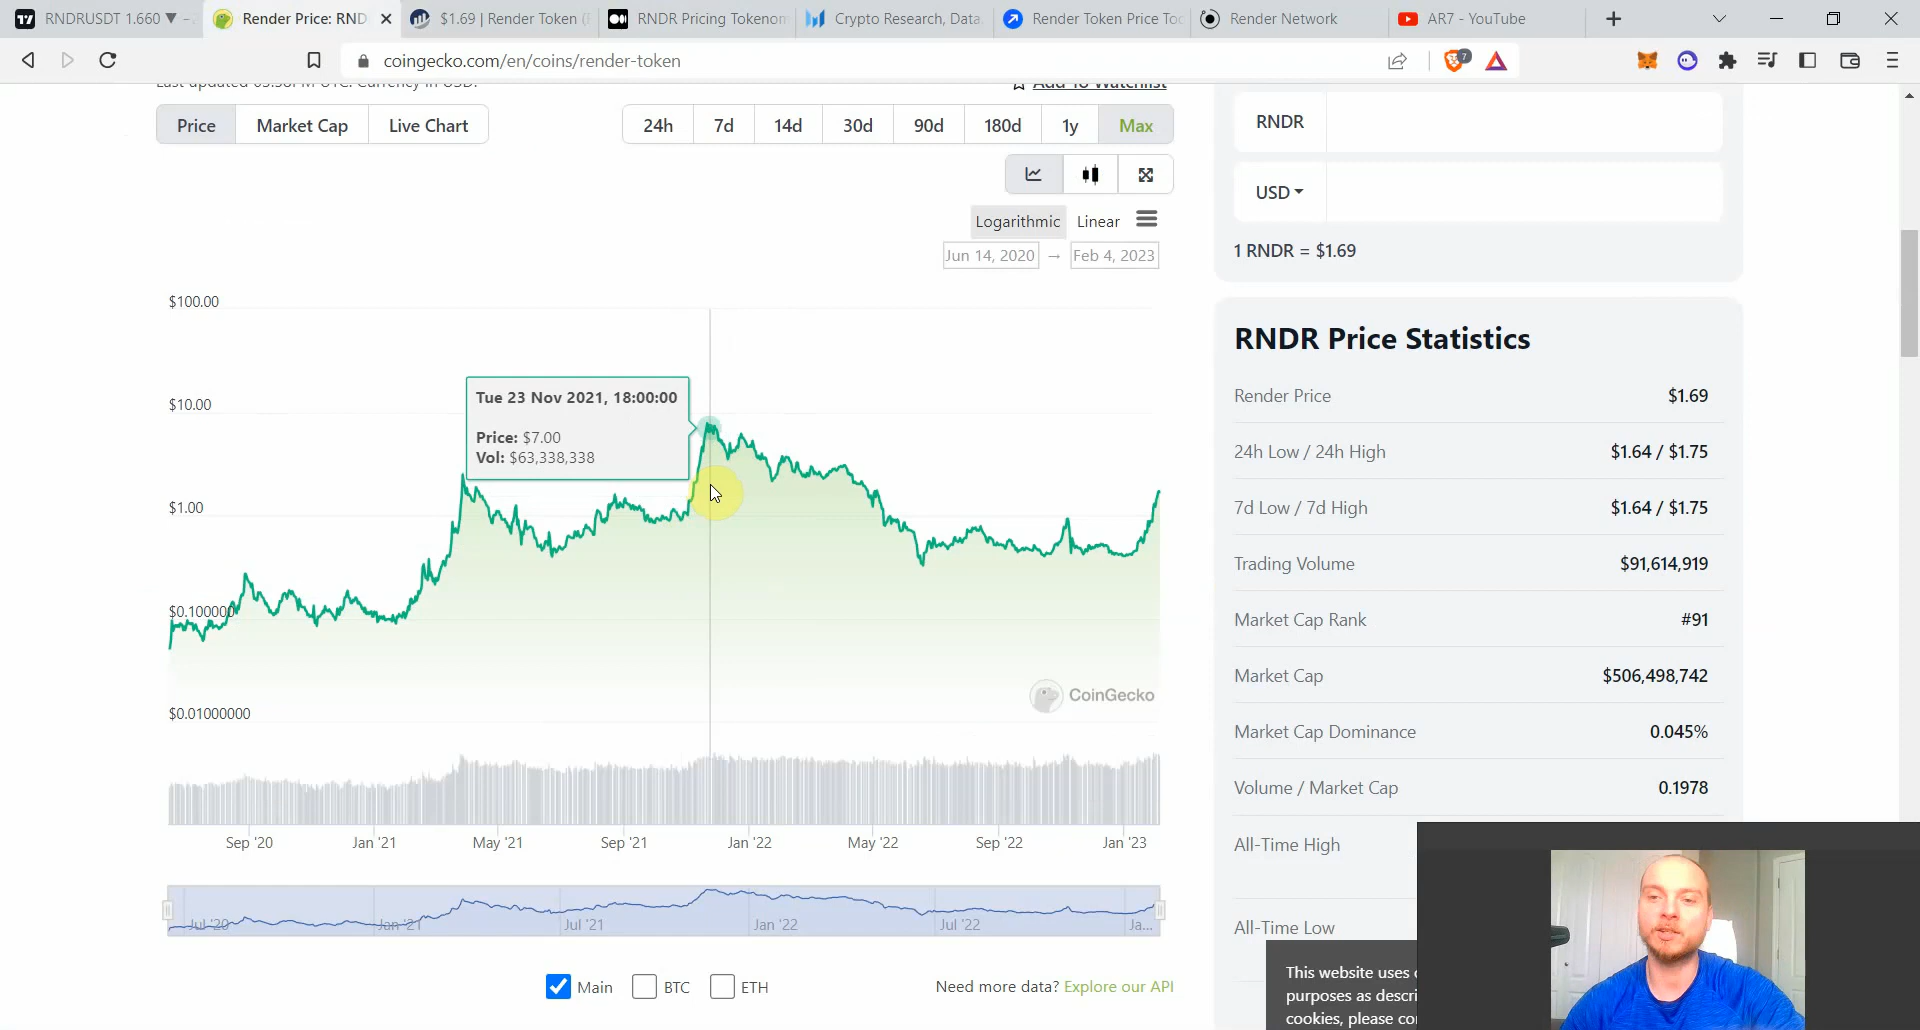 RNDRUSDT 1.660 ▼ −
Render Price: RND
$1.69 | Render Token (
RNDR Pricing Tokenom
Crypto Research, Data,
Render Token Price Too
Render Network
AR7 - YouTube
coingecko.com/en/coins/render-token
7
Add To Watchlist
Price
Market Cap
Live Chart
24h
7d
14d
30d
90d
180d
1y
Max
Logarithmic
Linear
Jun 14, 2020 → Feb 4, 2023
$100.00
$10.00
$1.00
$0.100000
$0.01000000
Tue 23 Nov 2021, 18:00:00
Price: $7.00
Vol: $63,338,338
CoinGecko
Sep '20
Jan '21
May '21
Sep '21
Jan '22
May '22
Sep '22
Jan '23
Jul '20
Jan '21
Jul '21
Jan '22
Jul '22
Ja...
Main
BTC
ETH
Need more data? Explore our API
RNDR
USD
1 RNDR = $1.69
RNDR Price Statistics
Render Price $1.69
24h Low / 24h High $1.64 / $1.75
7d Low / 7d High $1.64 / $1.75
Trading Volume $91,614,919
Market Cap Rank #91
Market Cap $506,498,742
Market Cap Dominance 0.045%
Volume / Market Cap 0.1978
All-Time High
All-Time Low
This website uses
purposes as descri
cookies, please co